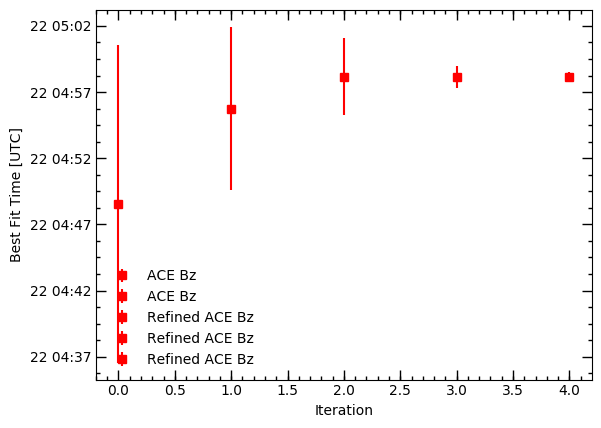 22 05:02
22 04:57
22 04:52
22 04:47
22 04:42
22 04:37
Best Fit Time [UTC]
ACE Bz
ACE Bz
Refined ACE Bz
Refined ACE Bz
Refined ACE Bz
0.0 0.5 1.0 1.5 2.0 2.5 3.0 3.5 4.0
Iteration